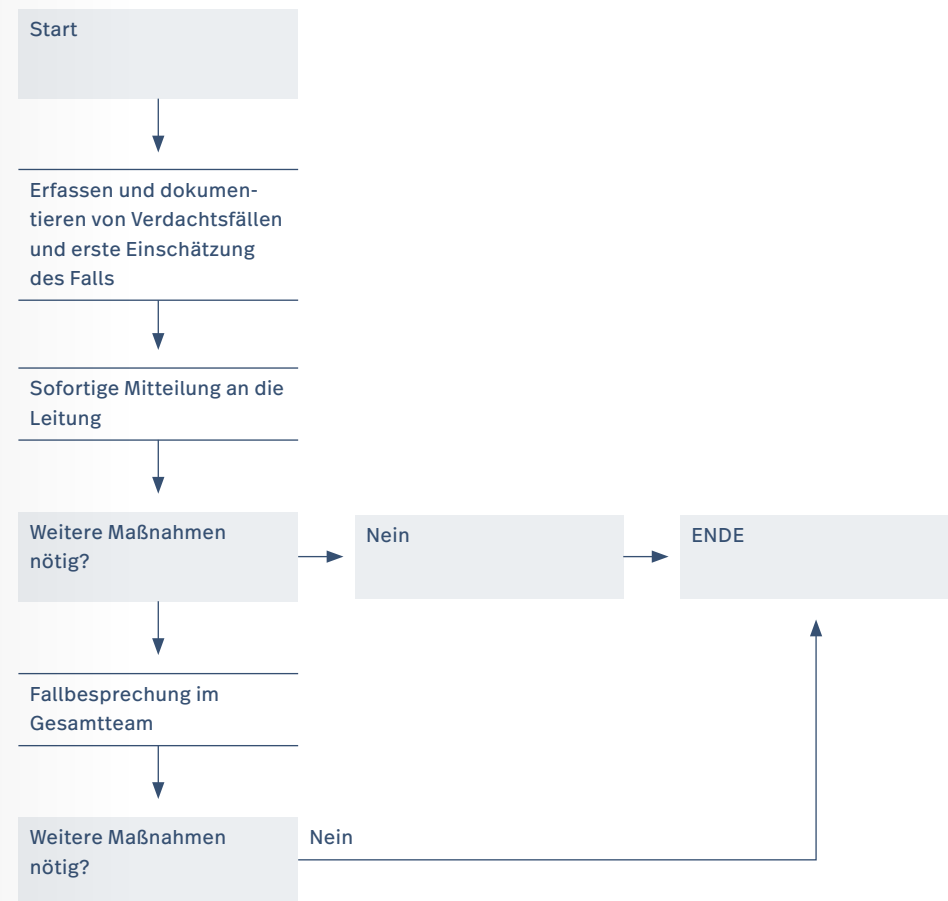 Start
Erfassen und dokumen-
tieren von Verdachtsfällen
und erste Einschätzung
des Falls
Sofortige Mitteilung an die
Leitung
Weitere Maßnahmen
nötig?
Nein
ENDE
Fallbesprechung im
Gesamtteam
Weitere Maßnahmen
nötig?
Nein